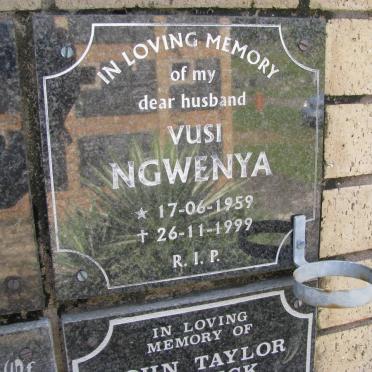 IN LOVING MEMORY
of my
dear husband
VUSI
NGWENYA
★ 17-06-1959
✝ 26-11-1999
R.I.P.
IN LOVING
MEMORY OF
TAYLOR